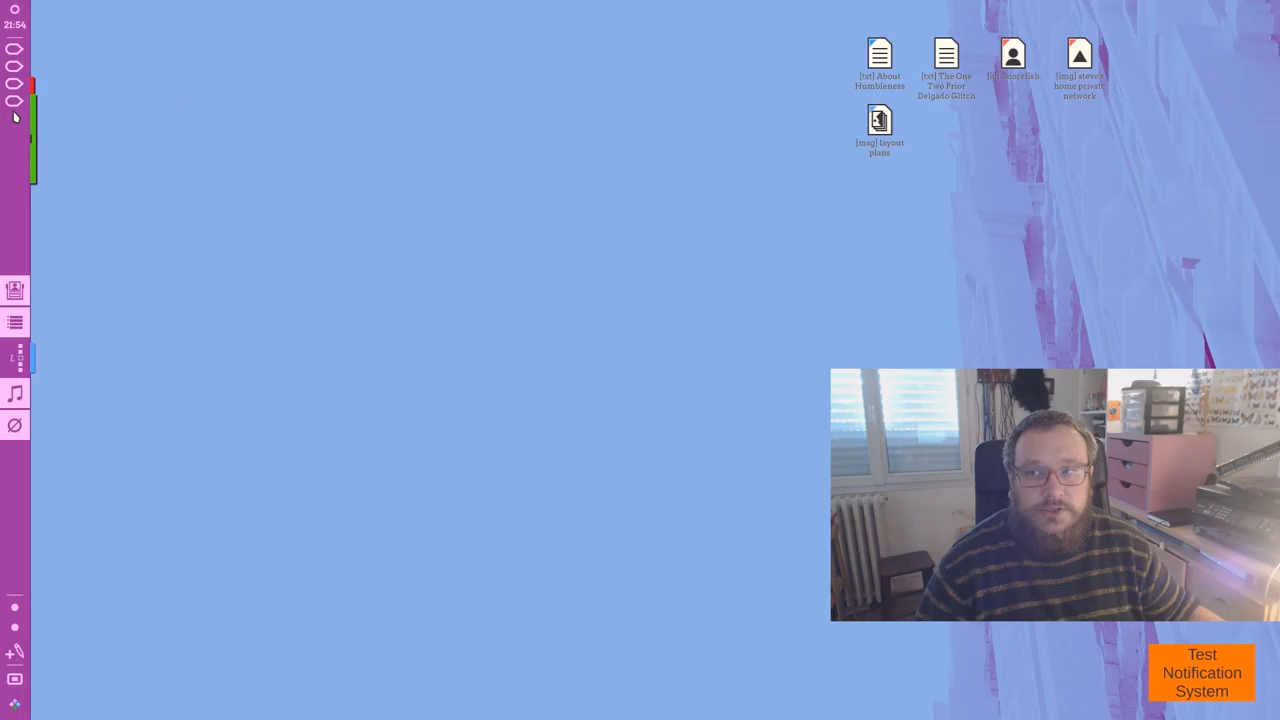 21:54
[txt] About
Humbleness
[txt] The One
Two Prior
Delgado Glitch
Snorefish
[img] steve's
home private
network
[msg] layout
plans
L
Test
Notification
System